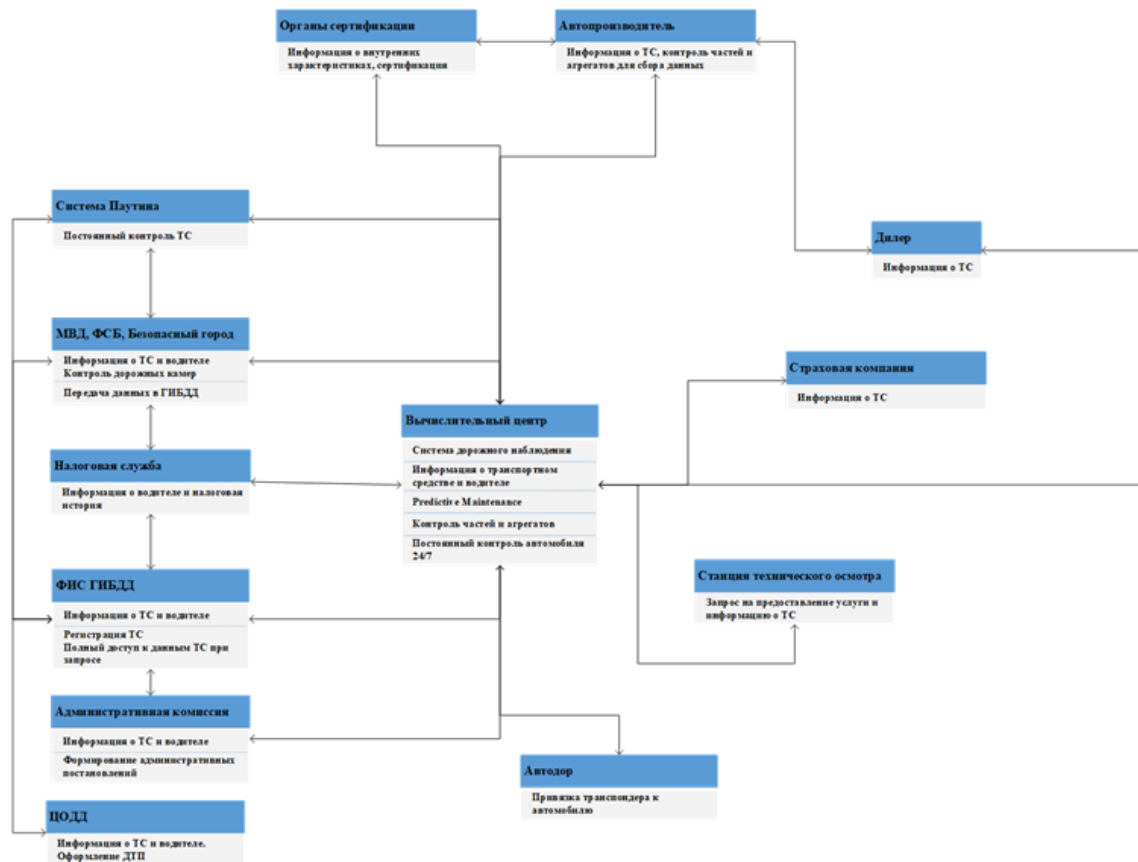 Органы сертификации
Информация о внутренних
характеристиках, сертификация
Автопроизводитель
Информация о ТС, контроль частей и
агрегатов для сбора данных
Система Паутина
Постоянный контроль ТС
Дилер
Информация о ТС
МВД, ФСБ, Безопасный город
Информация о ТС и водителе
Контроль дорожных камер
Передача данных в ГИБДД
Страховая компания
Информация о ТС
Вычислительный центр
Система дорожного наблюдения
Информация о транспортном
средстве и водителе
Predictive Maintenance
Контроль частей и агрегатов
Постоянный контроль автомобиля
24/7
Налоговая служба
Информация о водителе и налоговая
история
Станция технического осмотра
Запрос на предоставление услуги и
информацию о ТС
ФИС ГИБДД
Информация о ТС и водителе
Регистрация ТС
Полный доступ к данным ТС при
запросе
Административная комиссия
Информация о ТС и водителе
Формирование административных
постановлений
Автодор
Привязка транспондера к
автомобилю
ЦОДД
Информация о ТС и водителе.
Оформление ДТП